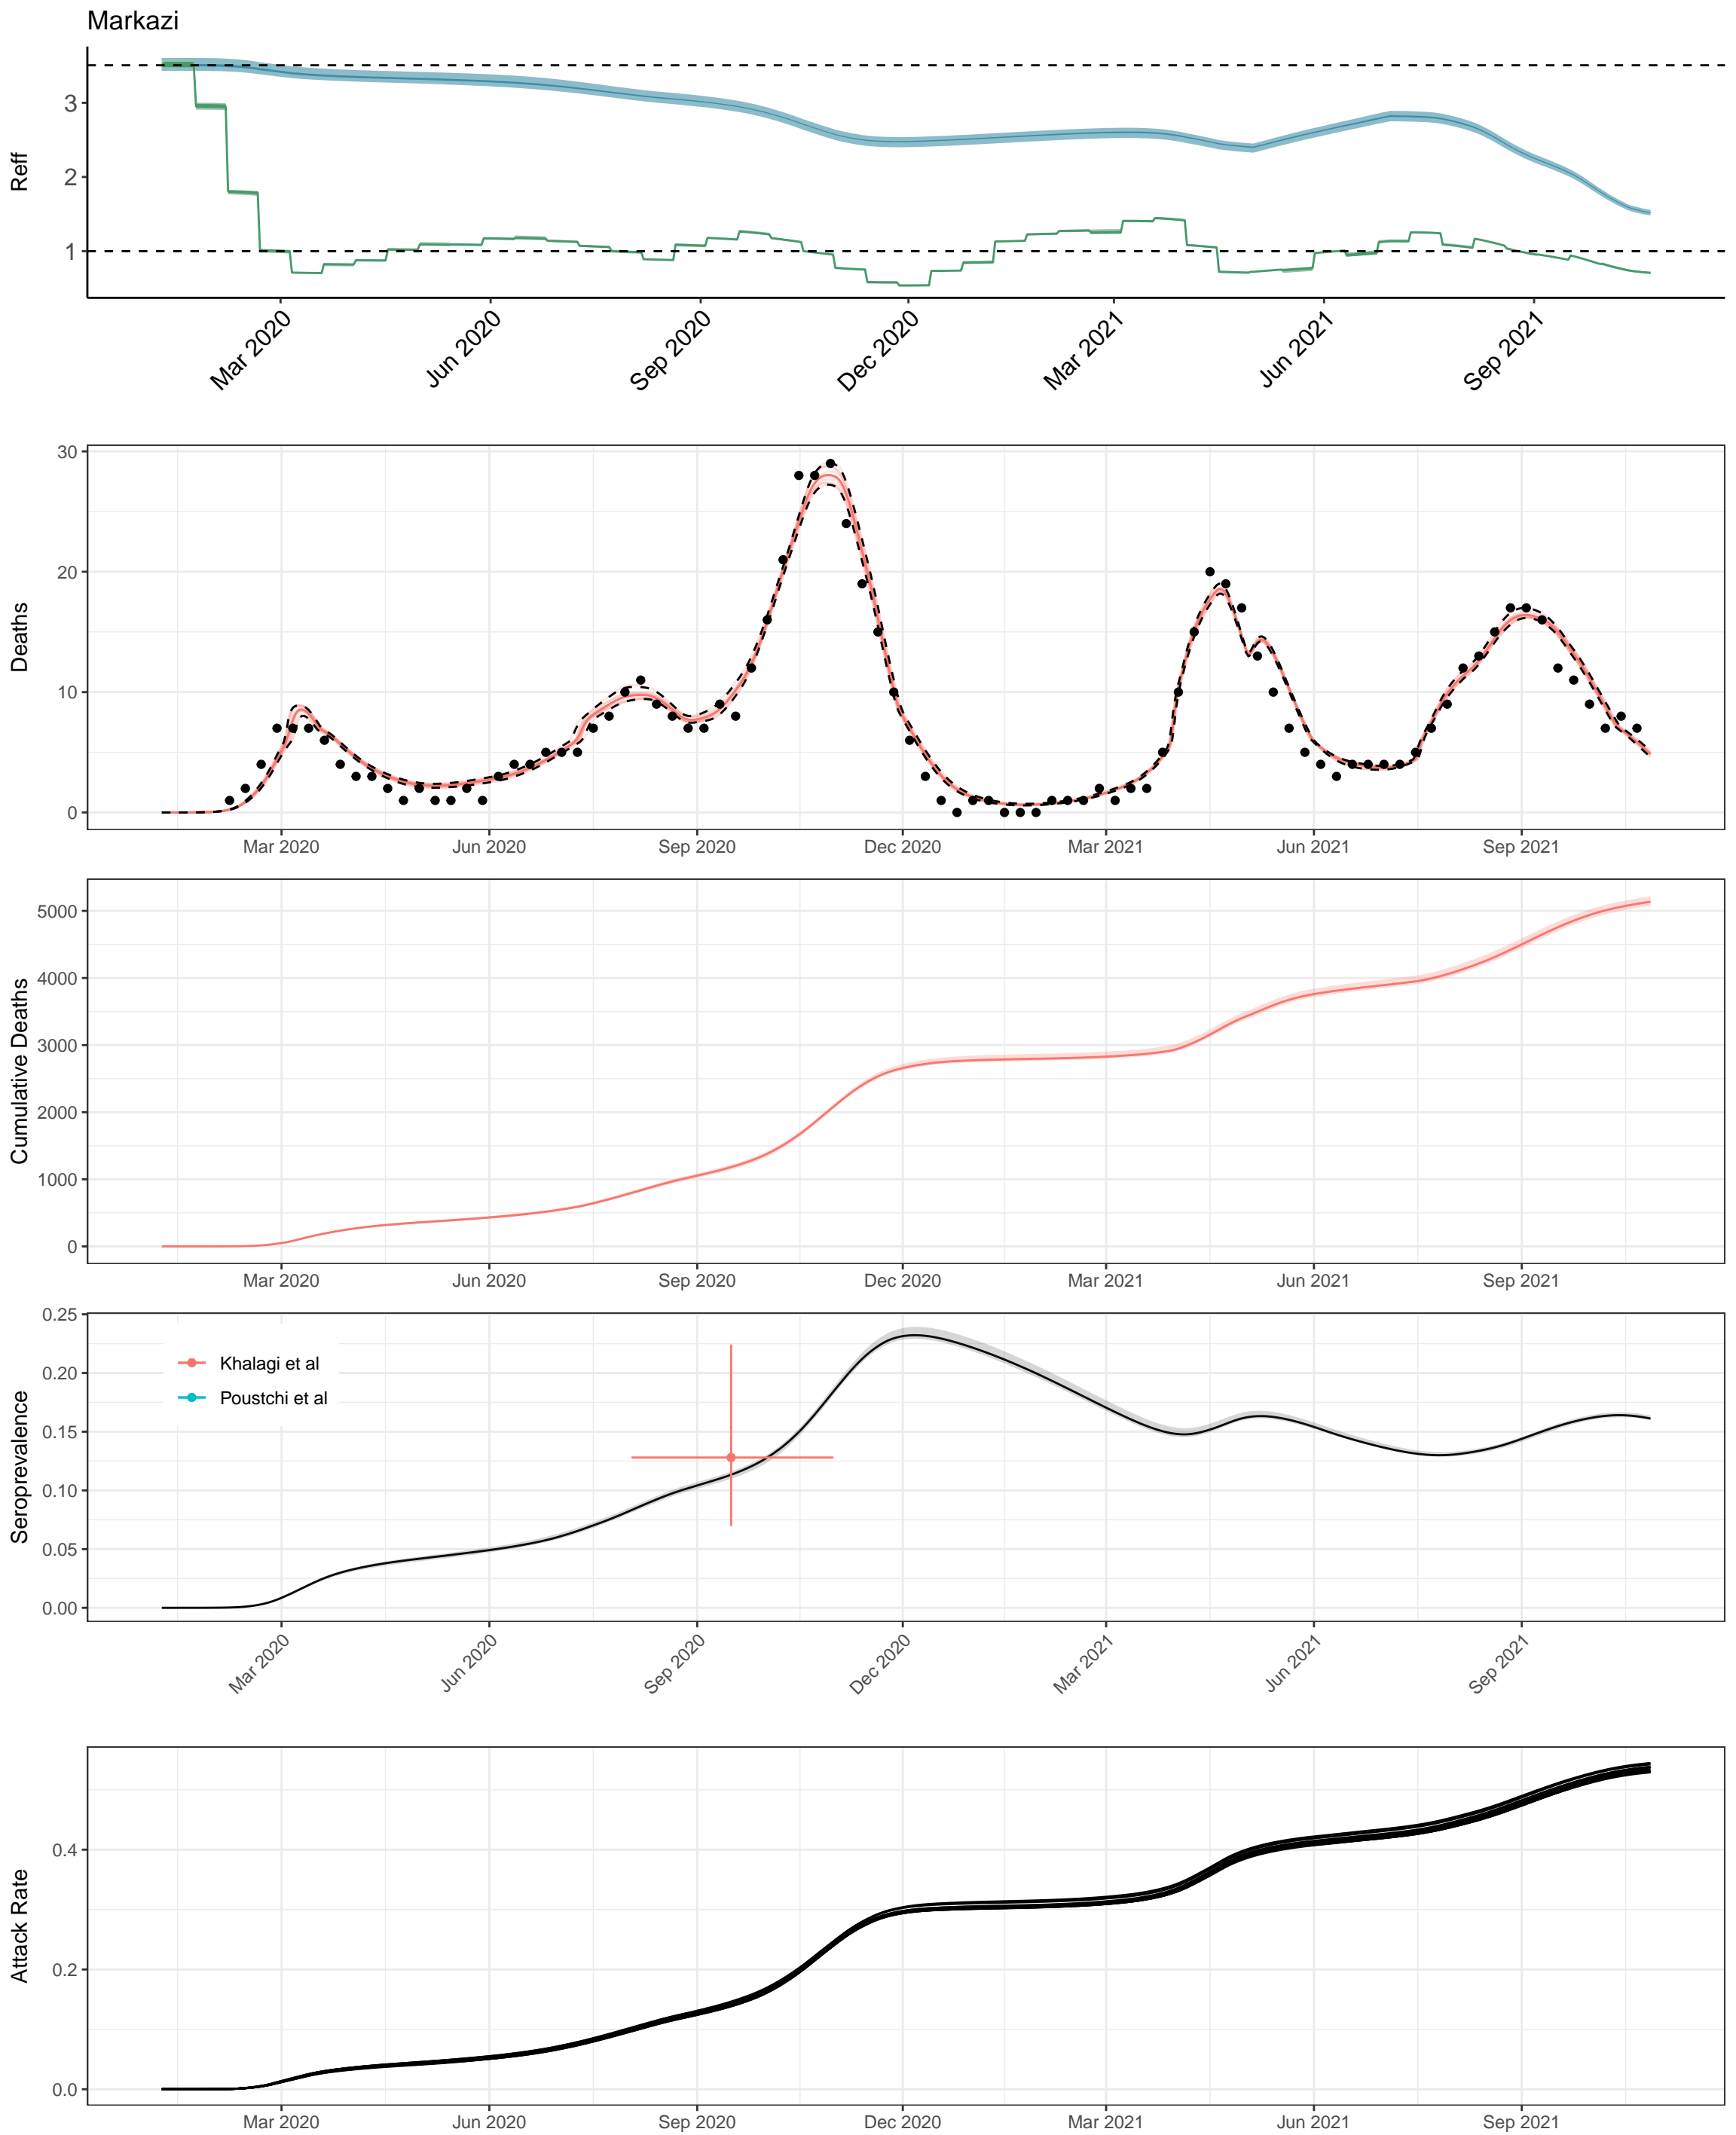 Markazi
Reff
3
2
1
Mar 2020
Jun 2020
Sep 2020
Dec 2020
Mar 2021
Jun 2021
Sep 2021
Deaths
30
20
10
0
Mar 2020
Jun 2020
Sep 2020
Dec 2020
Mar 2021
Jun 2021
Sep 2021
Cumulative Deaths
5000
4000
3000
2000
1000
0
Mar 2020
Jun 2020
Sep 2020
Dec 2020
Mar 2021
Jun 2021
Sep 2021
Seroprevalence
0.25
0.20
0.15
0.10
0.05
0.00
Khalagi et al
Poustchi et al
Mar 2020
Jun 2020
Sep 2020
Dec 2020
Mar 2021
Jun 2021
Sep 2021
Attack Rate
0.4
0.2
0.0
Mar 2020
Jun 2020
Sep 2020
Dec 2020
Mar 2021
Jun 2021
Sep 2021